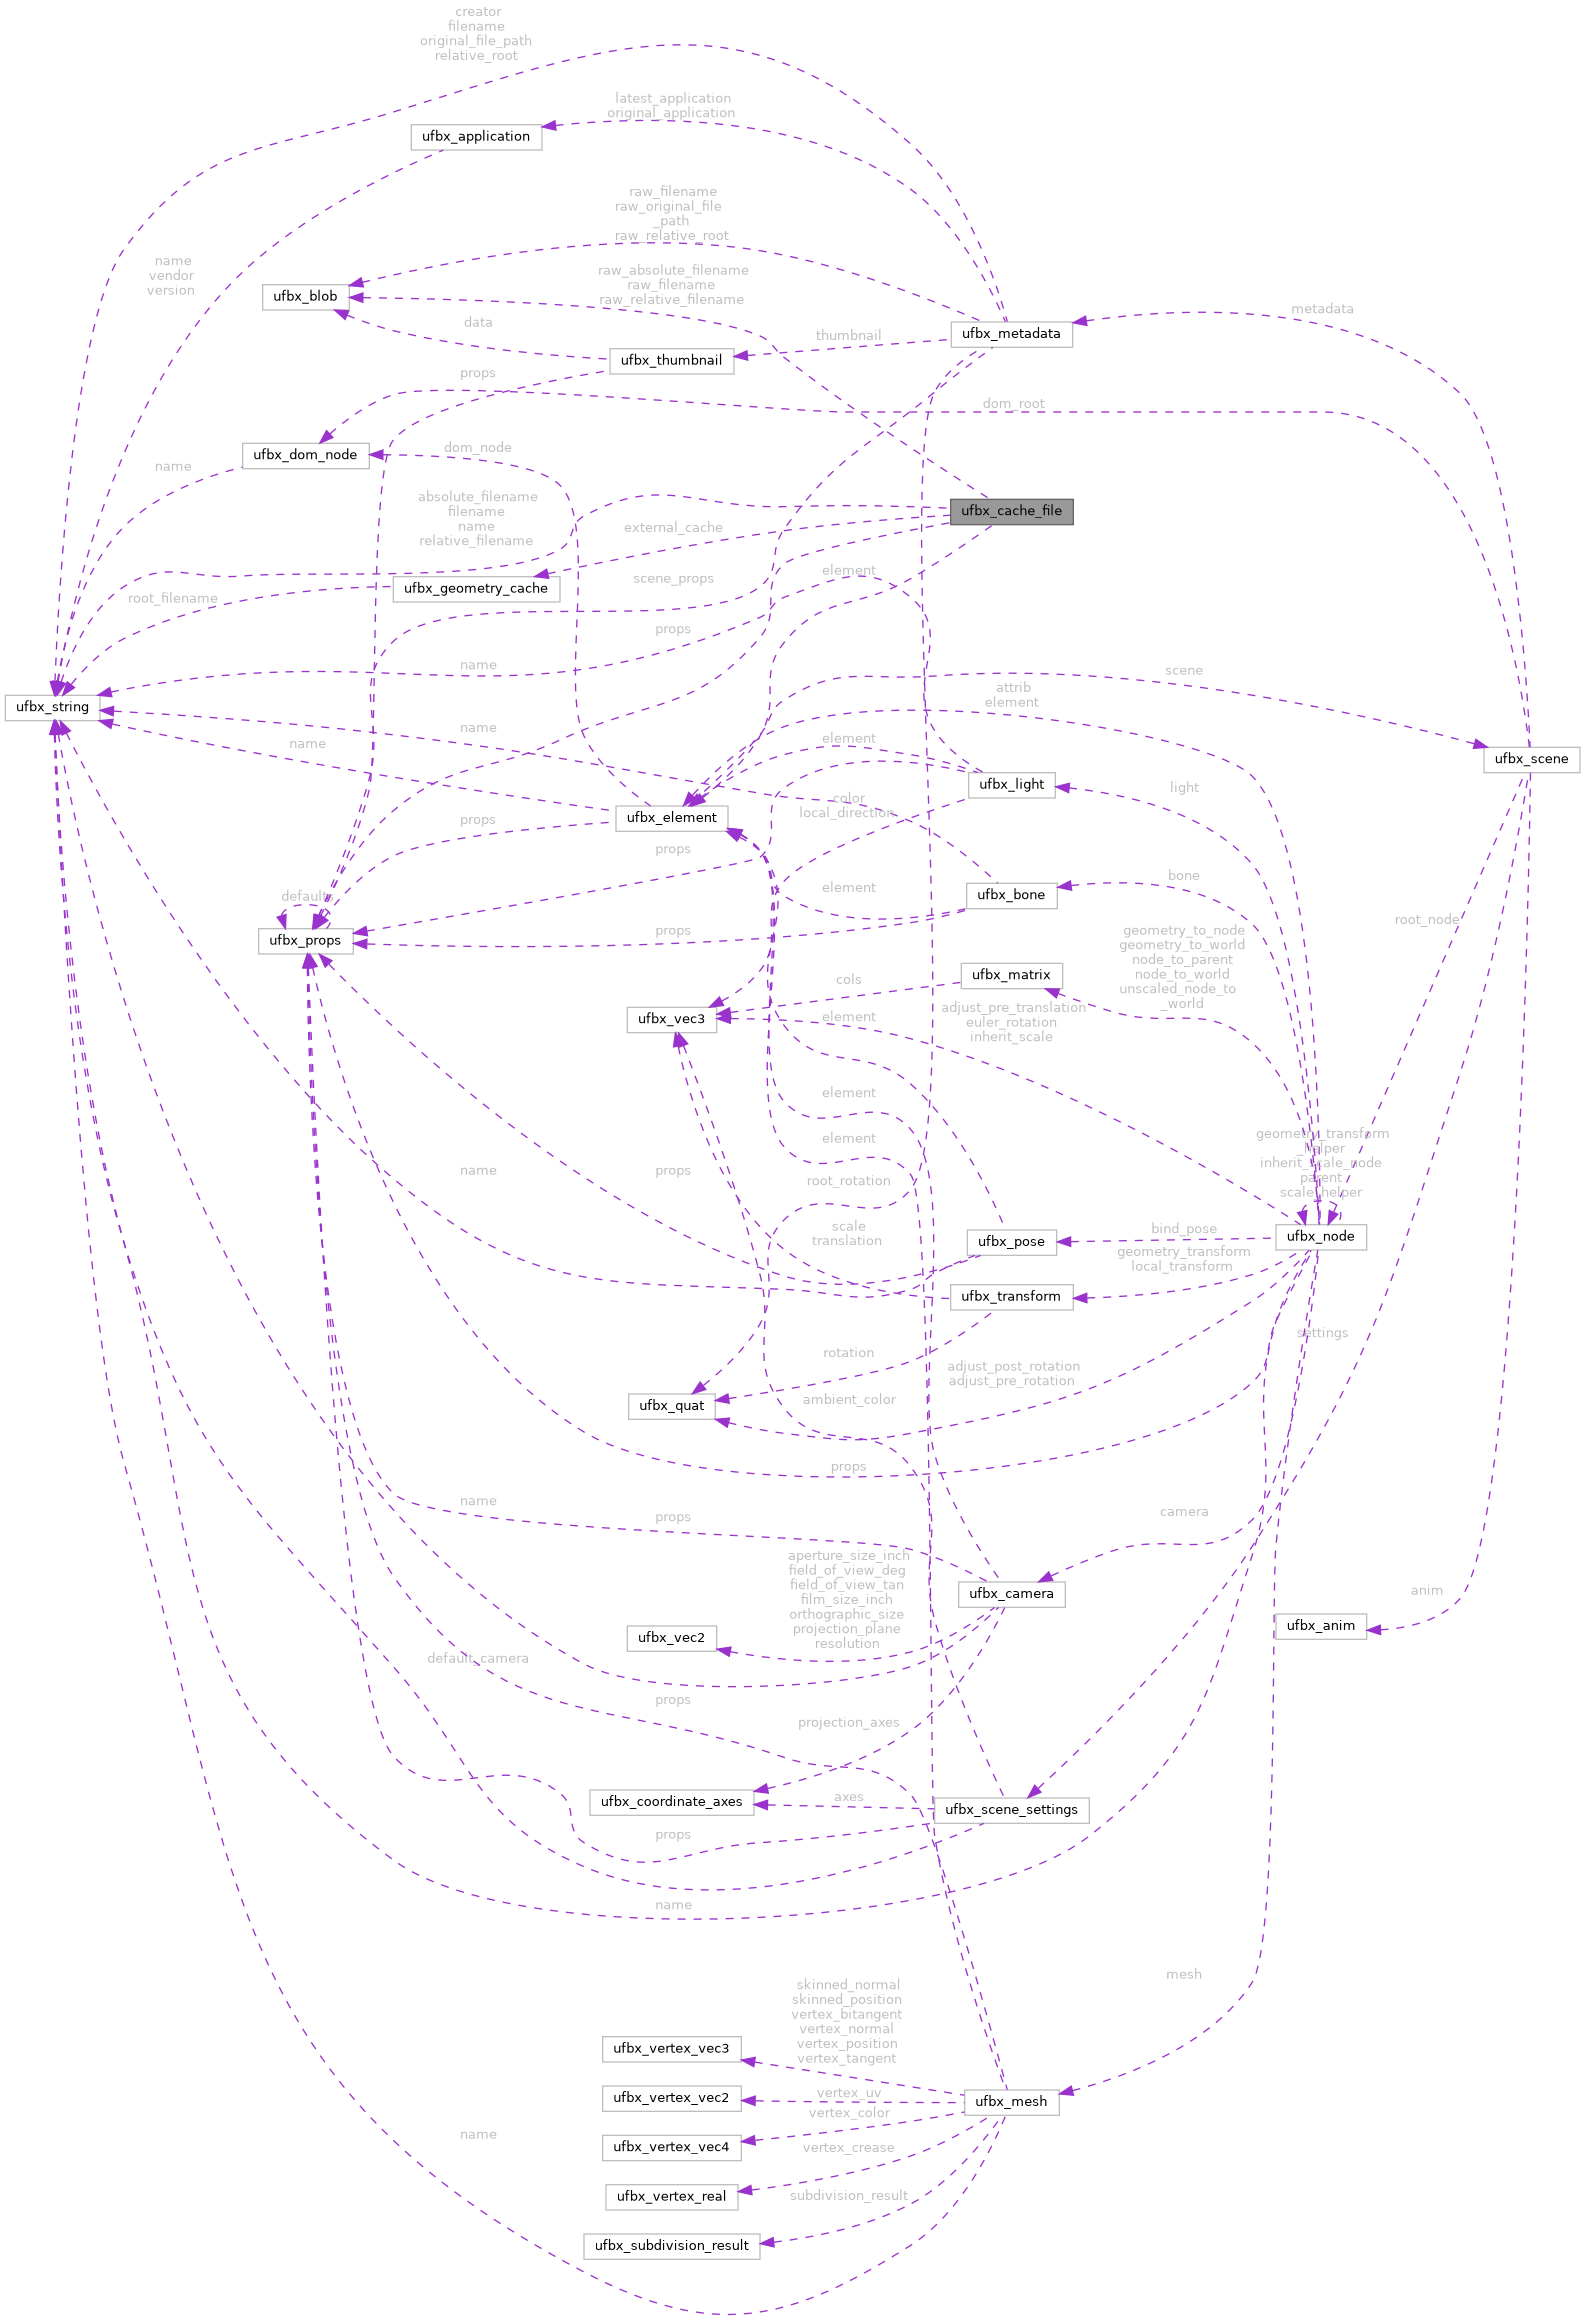 creator
filename
original_file_path
relative_root
latest_application
original_application
ufbx_application
raw_filename
raw_original_file
_path
raw_relative_root
name
vendor
version
raw_absolute_filename
raw_filename
raw_relative_filename
ufbx_blob
metadata
data
thumbnail
ufbx_metadata
ufbx_thumbnail
props
dom_root
dom_node
ufbx_dom_node
name
absolute_filename
filename
name
relative_filename
ufbx_cache_file
external_cache
element
scene_props
ufbx_geometry_cache
root_filename
props
name
scene
attrib
element
ufbx_string
name
name
element
ufbx_scene
ufbx_light
light
color
local_direction
ufbx_element
props
props
bone
element
ufbx_bone
defaults
root_node
props
geometry_to_node
geometry_to_world
node_to_parent
node_to_world
unscaled_node_to
_world
ufbx_props
cols
ufbx_matrix
adjust_pre_translation
euler_rotation
inherit_scale
element
ufbx_vec3
element
geometry_transform
_helper
inherit_scale_node
parent
scale_helper
element
name
props
root_rotation
scale
translation
bind_pose
ufbx_node
ufbx_pose
geometry_transform
local_transform
ufbx_transform
settings
rotation
adjust_post_rotation
adjust_pre_rotation
ambient_color
ufbx_quat
props
name
props
camera
aperture_size_inch
field_of_view_deg
field_of_view_tan
film_size_inch
orthographic_size
projection_plane
resolution
ufbx_camera
anim
ufbx_anim
ufbx_vec2
default_camera
props
projection_axes
ufbx_coordinate_axes
axes
ufbx_scene_settings
props
name
mesh
skinned_normal
skinned_position
vertex_bitangent
vertex_normal
vertex_position
vertex_tangent
ufbx_vertex_vec3
vertex_uv
ufbx_vertex_vec2
ufbx_mesh
vertex_color
name
ufbx_vertex_vec4
vertex_crease
ufbx_vertex_real
subdivision_result
ufbx_subdivision_result